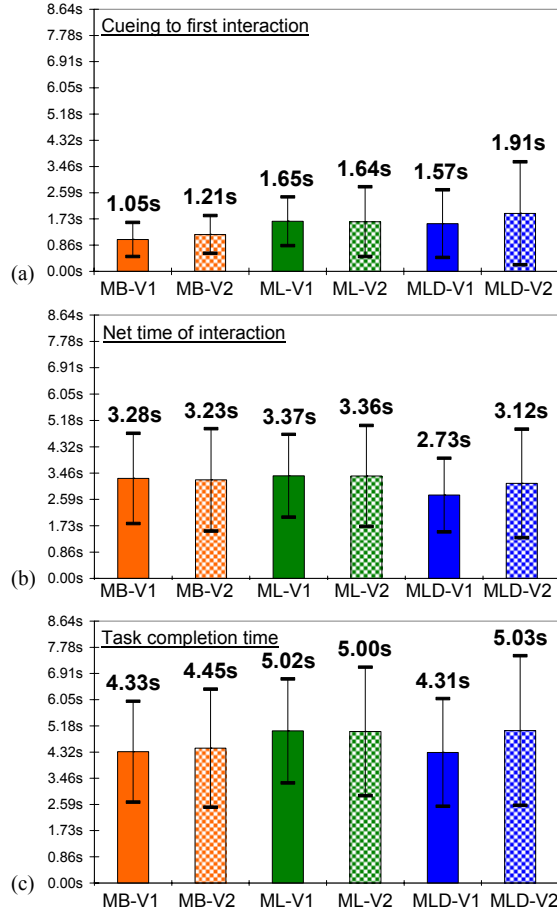 8.64s
Cueing to first interaction
7.78s
6.91s
6.05s
5.18s
4.32s
3.46s
2.59s
1.73s
0.86s
0.00s
1.05s 1.21s 1.65s 1.64s 1.57s 1.91s
(a)
MB-V1 MB-V2 ML-V1 ML-V2 MLD-V1 MLD-V2
8.64s
Net time of interaction
7.78s
6.91s
6.05s
5.18s
4.32s
3.46s
2.59s
1.73s
0.86s
0.00s
3.28s 3.23s 3.37s 3.36s 2.73s 3.12s
(b)
MB-V1 MB-V2 ML-V1 ML-V2 MLD-V1 MLD-V2
8.64s
Task completion time
7.78s
6.91s
6.05s
5.18s
4.32s
3.46s
2.59s
1.73s
0.86s
0.00s
4.33s 4.45s 5.02s 5.00s 4.31s 5.03s
(c)
MB-V1 MB-V2 ML-V1 ML-V2 MLD-V1 MLD-V2